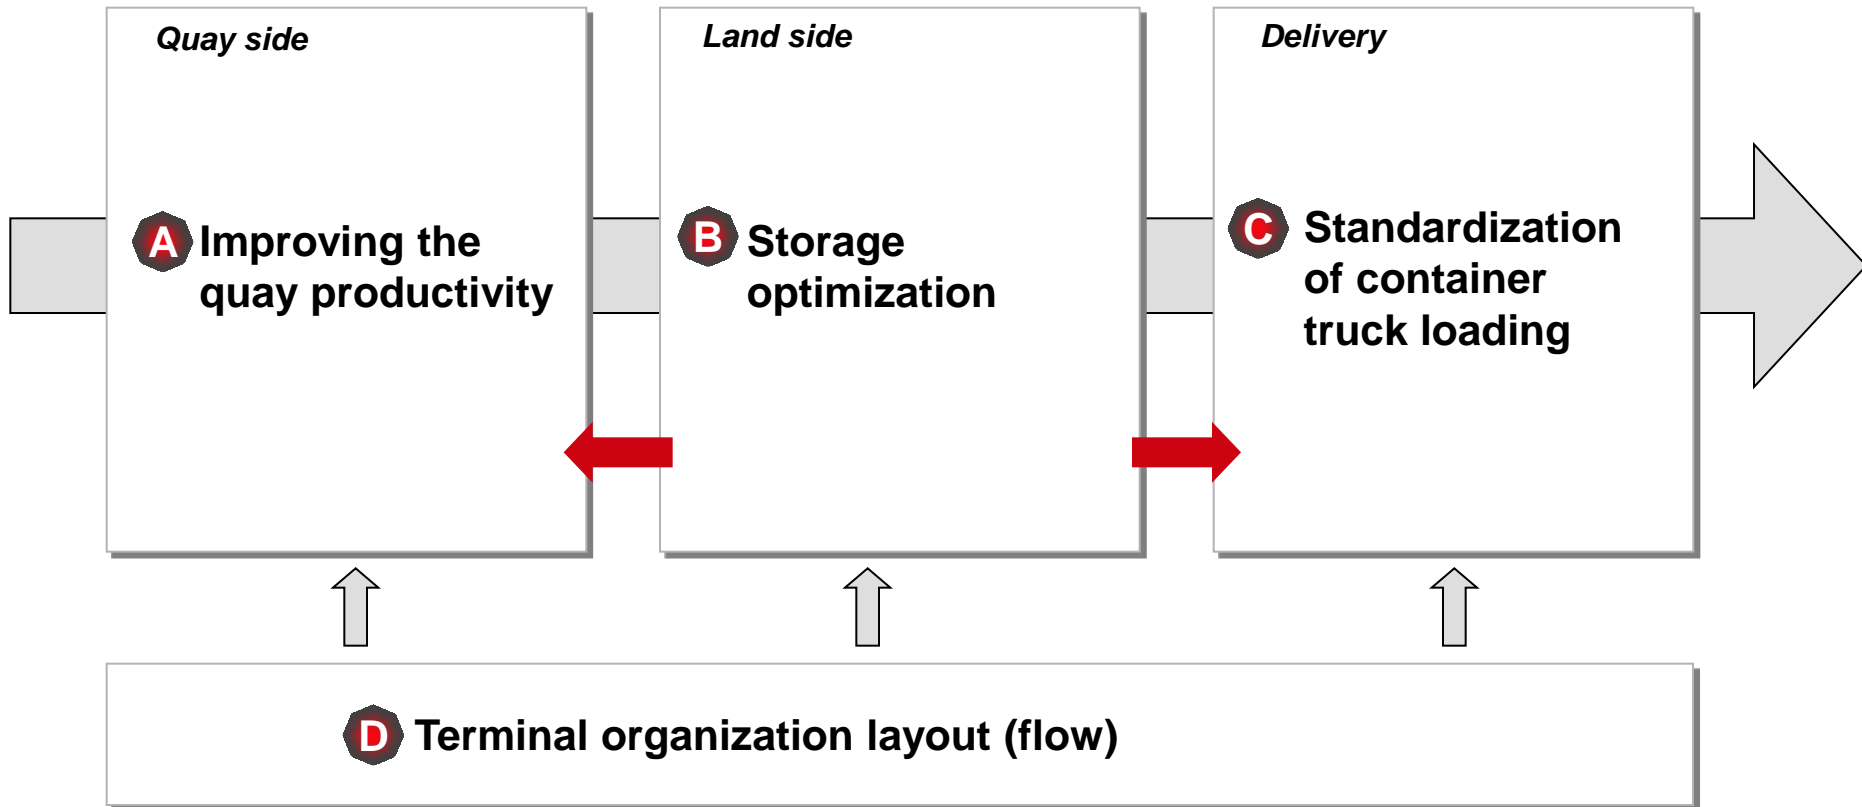 Quay side
A Improving the
quay productivity
Land side
B Storage
optimization
Delivery
C Standardization
of container
truck loading
D Terminal organization layout (flow)